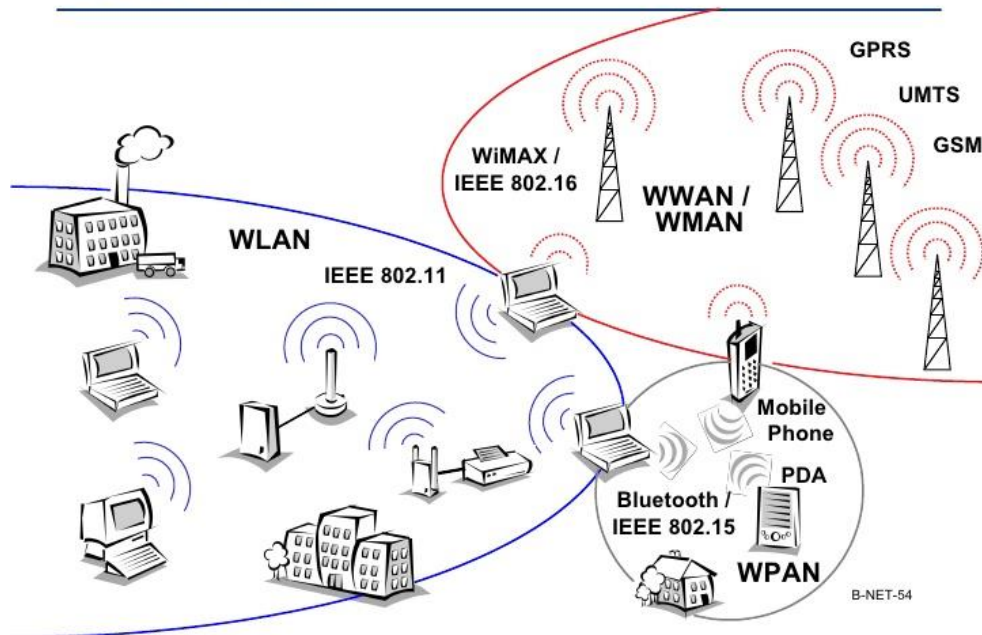 GPRS
UMTS
GSM
WiMAX /
IEEE 802.16
WWAN /
WMAN
WLAN
IEEE 802.11
Mobile
Phone
PDA
Bluetooth /
IEEE 802.15
WPAN
B-NET-54